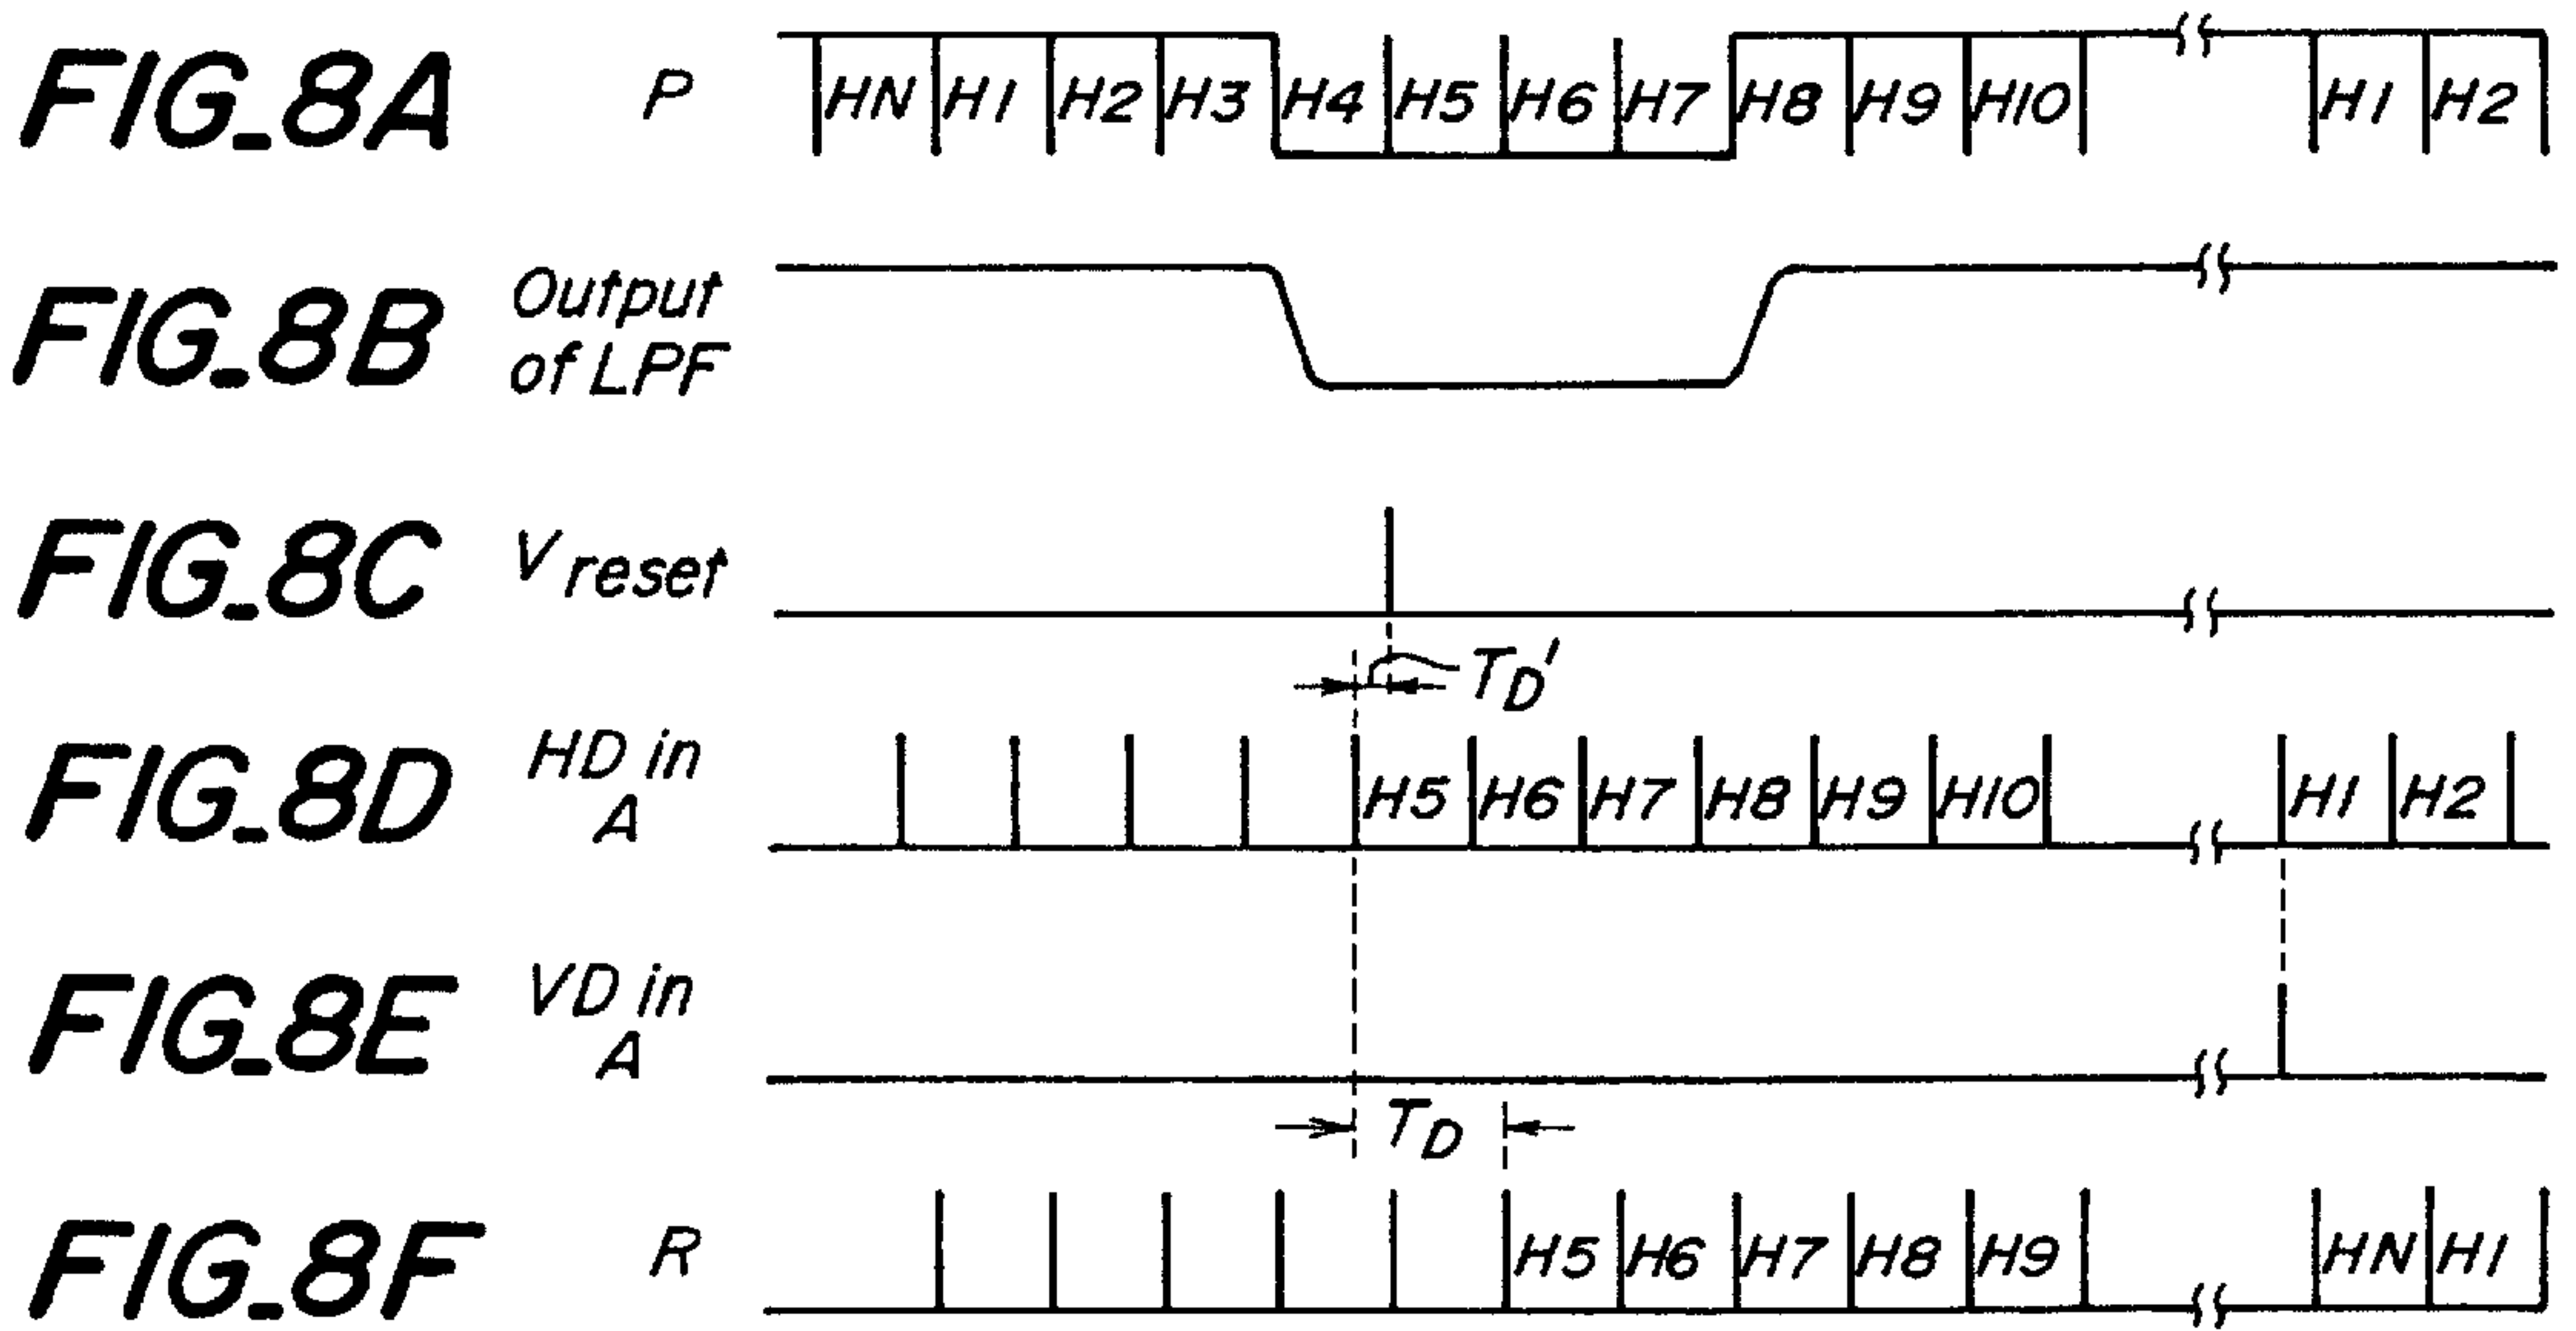 FIG_8A P HN H1 H2 H3 H4 H5 H6 H7 H8 H9 H10 H1 H2
FIG_8B Output of LPF
FIG_8C V reset
TD'
FIG_8D HD in A H5 H6 H7 H8 H9 H10 H1 H2
FIG_8E VD in A
TD
FIG_8F R H5 H6 H7 H8 H9 HN H1